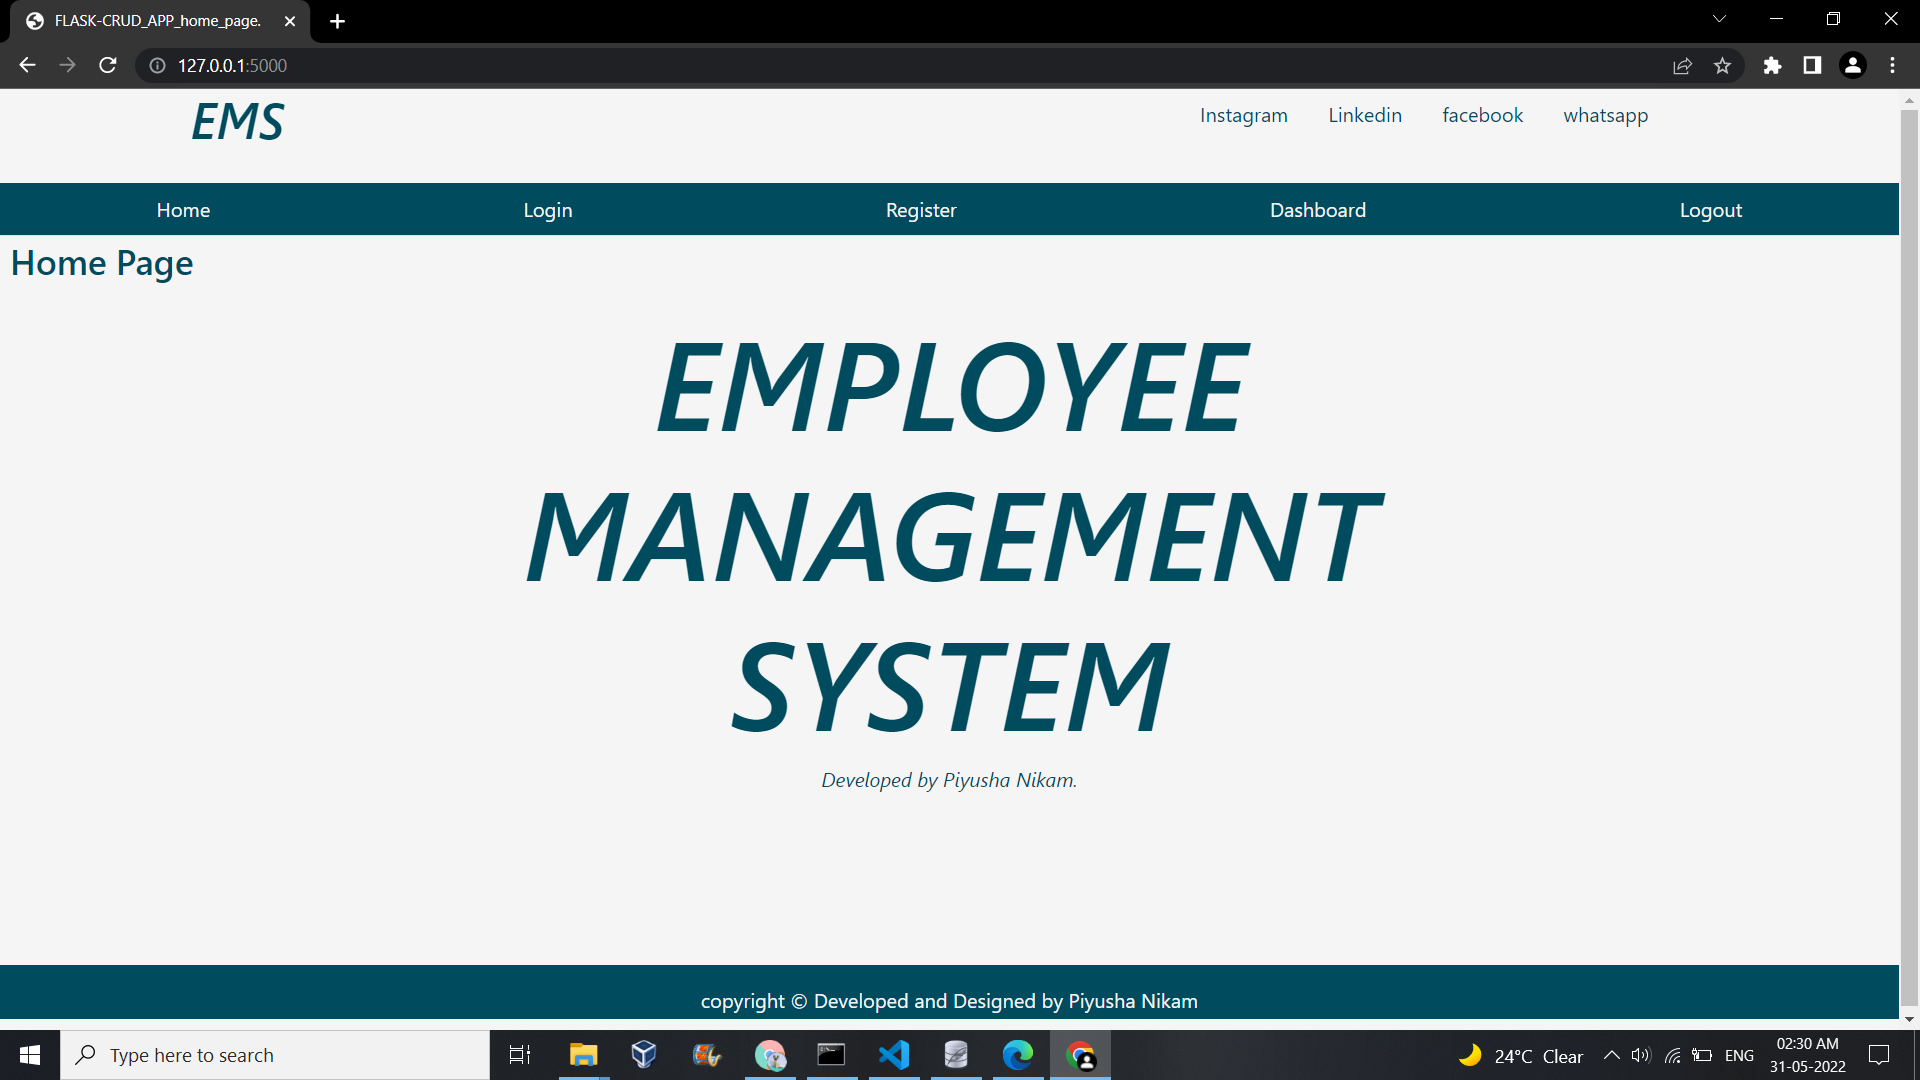 FLASK-CRUD_APP_home_page.
127.0.0.1:5000
EMS
Instagram Linkedin facebook whatsapp
Home Login Register Dashboard Logout
Home Page
EMPLOYEE
MANAGEMENT
SYSTEM
Developed by Piyusha Nikam.
copyright © Developed and Designed by Piyusha Nikam
Type here to search
24°C Clear
ENG
02:30 AM
31-05-2022